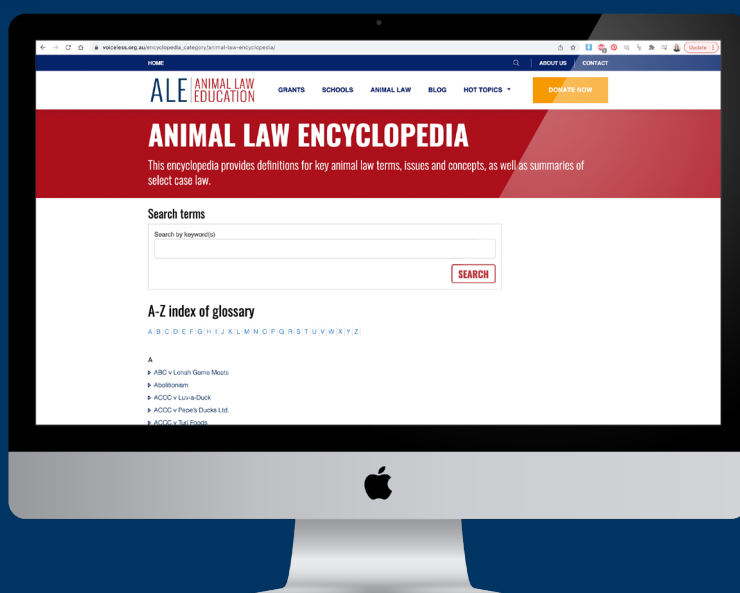 voiceless.org.au/encyclopedia_category/animal-law-encyclopedia/
Update
HOME
ABOUT US
CONTACT
ALE ANIMAL LAW EDUCATION
GRANTS SCHOOLS ANIMAL LAW BLOG HOT TOPICS
DONATE NOW
ANIMAL LAW ENCYCLOPEDIA
This encyclopedia provides definitions for key animal law terms, issues and concepts, as well as summaries of
select case law.
Search terms
Search by keyword(s)
SEARCH
A-Z index of glossary
A|B|C|D|E|F|G|H|I|J|K|L|M|N|O|P|Q|R|S|T|U|V|W|X|Y|Z|
A
ABC v Lenah Game Meats
Abolitionism
ACCC v Luv-a-Duck
ACCC v Pepe's Ducks Ltd.
ACCC v Turi Foods